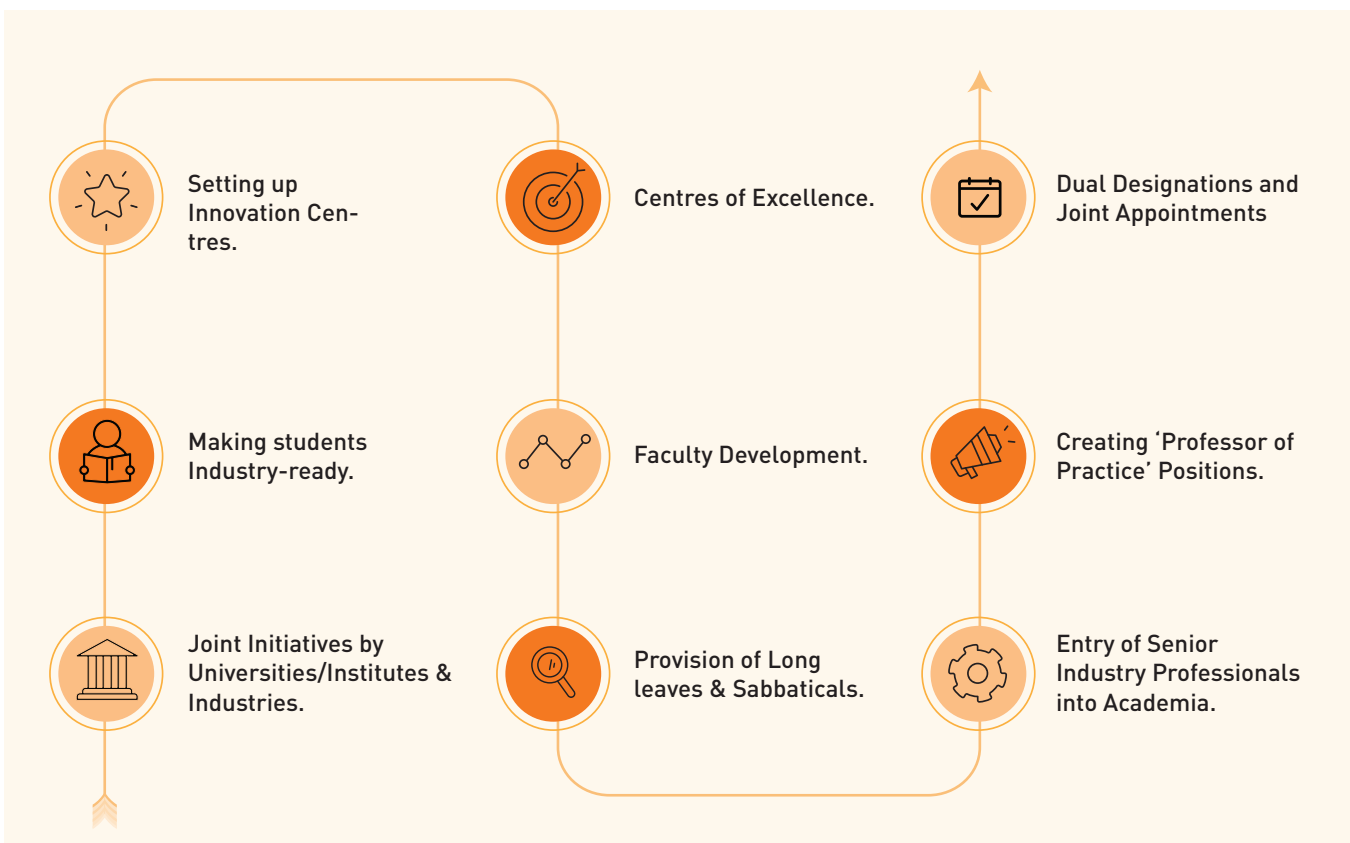 Setting up
Innovation Cen-
tres.
Making students
Industry-ready.
Joint Initiatives by
Universities/Institutes &
Industries.
Centres of Excellence.
Faculty Development.
Provision of Long
leaves & Sabbaticals.
Dual Designations and
Joint Appointments
Creating ‘Professor of
Practice’ Positions.
Entry of Senior
Industry Professionals
into Academia.